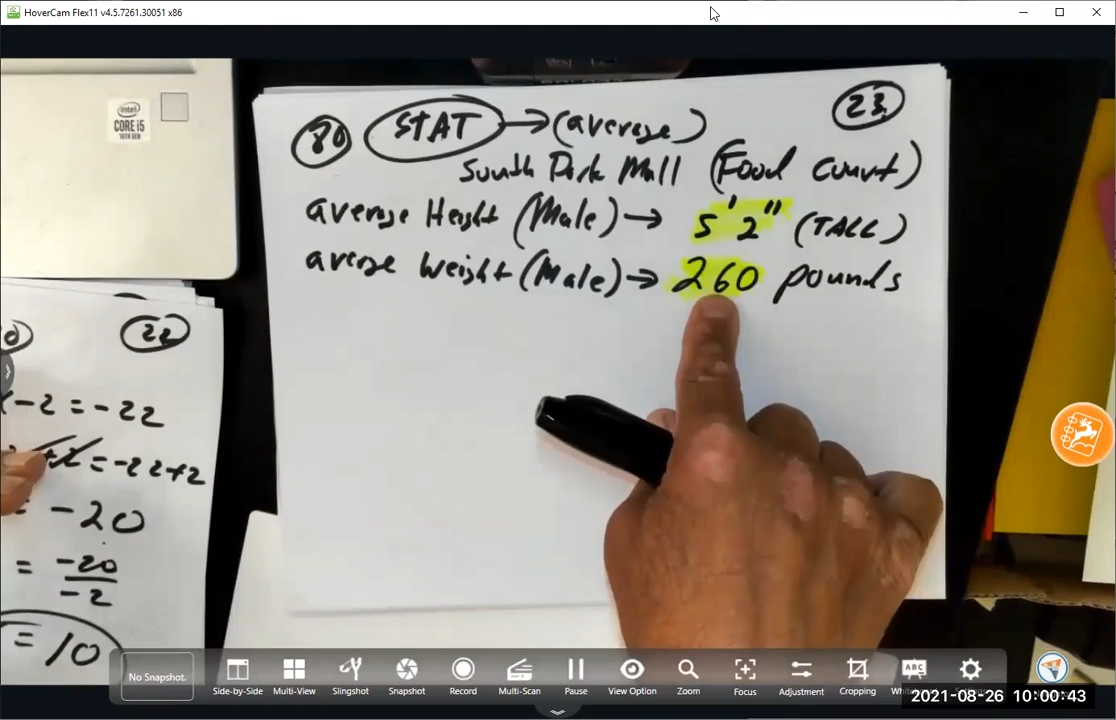 HoverCam Flex11 v4.5.7261.30051 x86
intel
CORE i5
10TH GEN
80 STAT → (average) 23
South Park Mall (Food Court)
average Height (Male) → 5'2" (TALL)
average Weight (Male) → 260 pounds
22
-2 = -22
= -22+2
= -20
= -20
-2
= 10
No Snapshot.
Side-by-Side
Multi-View
Slingshot
Snapshot
Record
Multi-Scan
Pause
View Option
Zoom
Focus
Adjustment
Cropping
ABC
2021-08-26 10:00:43